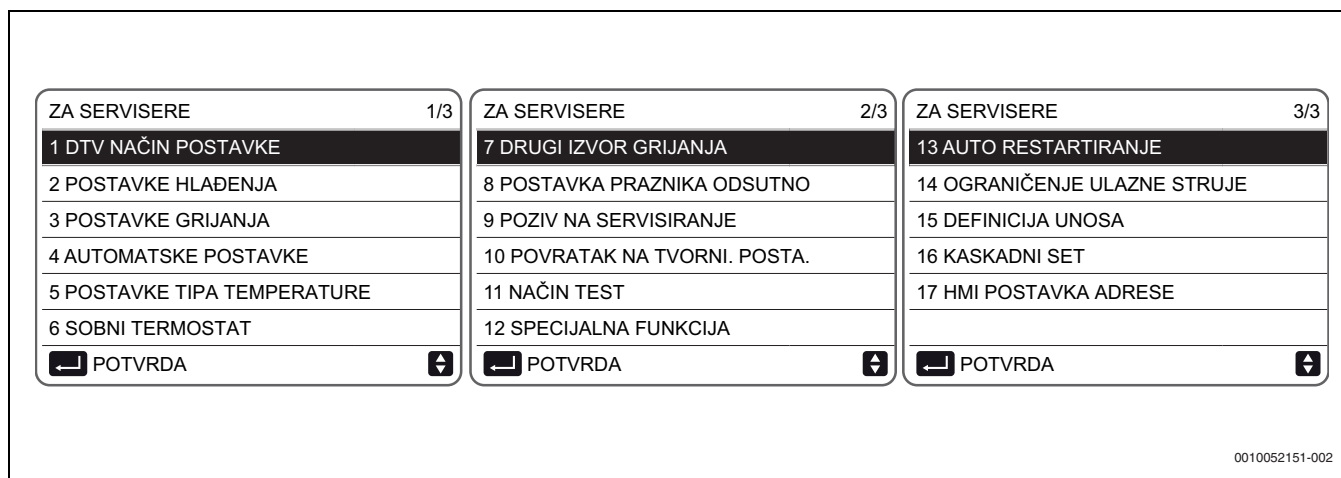 ZA SERVISERE 1/3
1 DTV NAČIN POSTAVKE
2 POSTAVKE HLAĐENJA
3 POSTAVKE GRIJANJA
4 AUTOMATSKE POSTAVKE
5 POSTAVKE TIPA TEMPERATURE
6 SOBNI TERMOSTAT
POTVRDA
ZA SERVISERE 2/3
7 DRUGI IZVOR GRIJANJA
8 POSTAVKA PRAZNIKA ODSUTNO
9 POZIV NA SERVISIRANJE
10 POVRATAK NA TVORNI. POSTA.
11 NAČIN TEST
12 SPECIJALNA FUNKCIJA
POTVRDA
ZA SERVISERE 3/3
13 AUTO RESTARTIRANJE
14 OGRANIČENJE ULAZNE STRUJE
15 DEFINICIJA UNOSA
16 KASKADNI SET
17 HMI POSTAVKA ADRESE
POTVRDA
0010052151-002